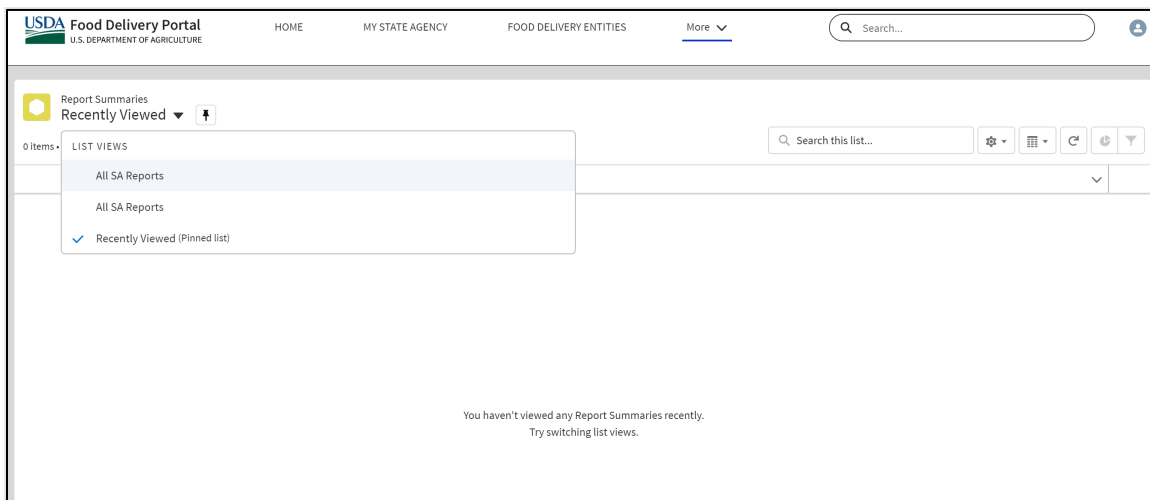 USDA Food Delivery Portal
U.S. DEPARTMENT OF AGRICULTURE
HOME
MY STATE AGENCY
FOOD DELIVERY ENTITIES
More
Search...
Report Summaries
Recently Viewed
0 items •
Search this list...
LIST VIEWS
All SA Reports
All SA Reports
Recently Viewed (Pinned list)
You haven't viewed any Report Summaries recently.
Try switching list views.